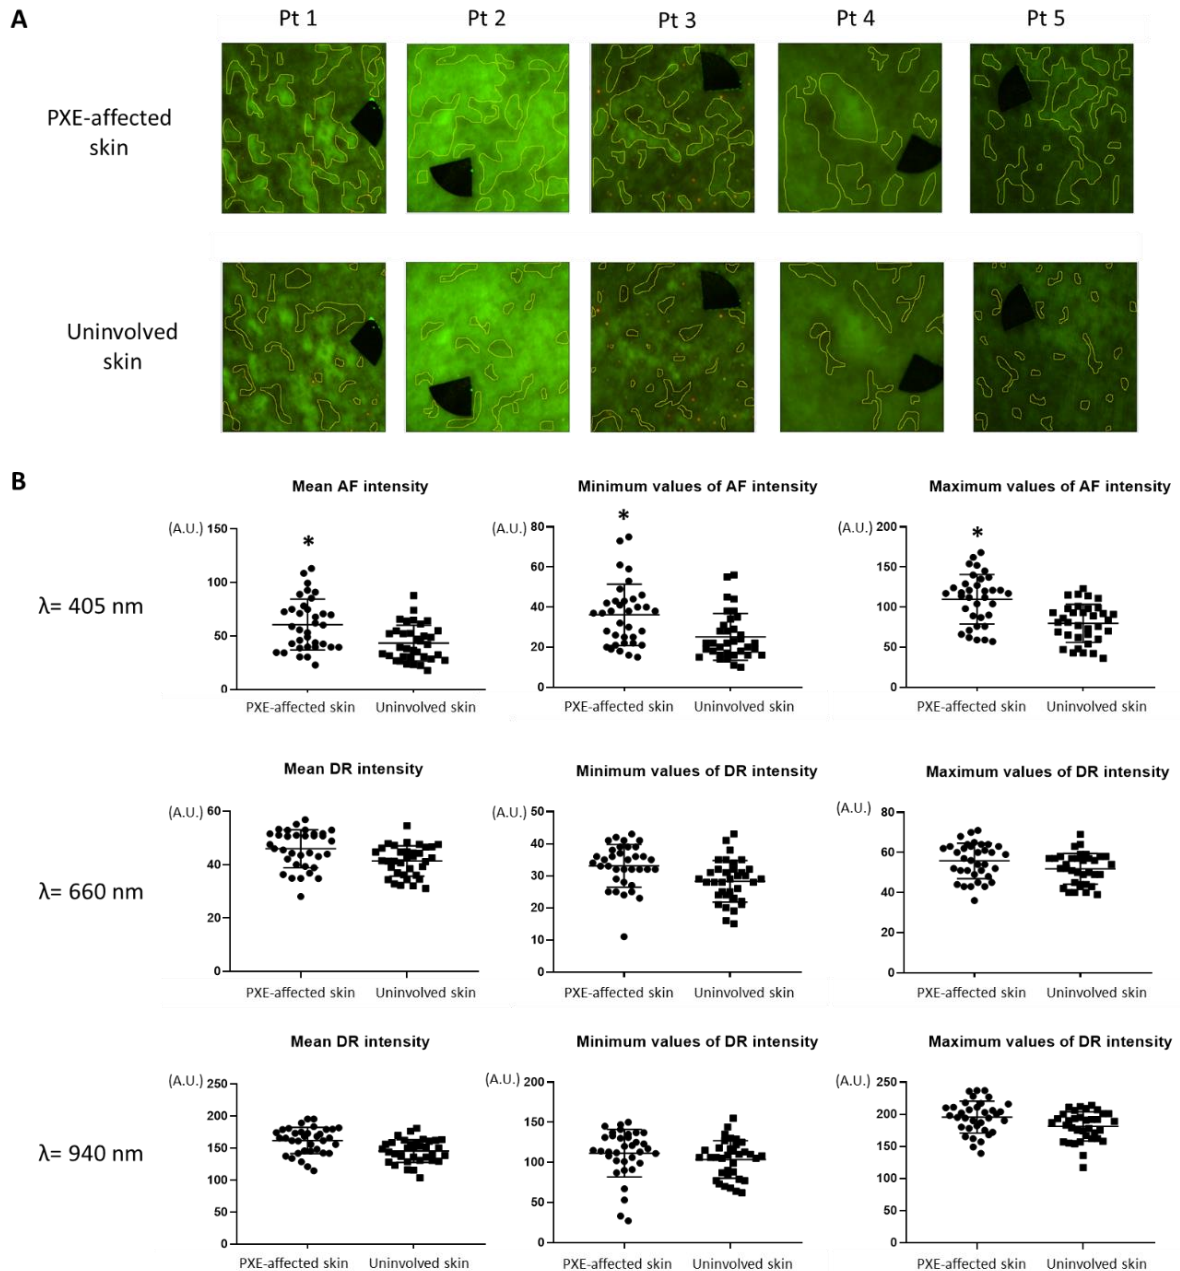 A
Pt 1 Pt 2 Pt 3 Pt 4 Pt 5
PXE-affected
skin
Uninvolved
skin
B
Mean AF intensity Minimum values of AF intensity Maximum values of AF intensity
(A.U.) 150 (A.U.) 80 (A.U.) 200
* * *
λ= 405 nm
100 60 150
50 40 100
0 20 50
0 0
PXE-affected skin Uninvolved skin PXE-affected skin Uninvolved skin PXE-affected skin Uninvolved skin
Mean DR intensity Minimum values of DR intensity Maximum values of DR intensity
(A.U.) 60 (A.U.) 50 (A.U.) 80
λ= 660 nm
40 40 60
20 30 40
0 20 20
10 0
0
PXE-affected skin Uninvolved skin PXE-affected skin Uninvolved skin PXE-affected skin Uninvolved skin
Mean DR intensity Minimum values of DR intensity Maximum values of DR intensity
(A.U.) 250 (A.U.) 200 (A.U.) 250
λ= 940 nm
200 150 200
150 100 150
100 50 100
50 0 50
0 0
PXE-affected skin Uninvolved skin PXE-affected skin Uninvolved skin PXE-affected skin Uninvolved skin